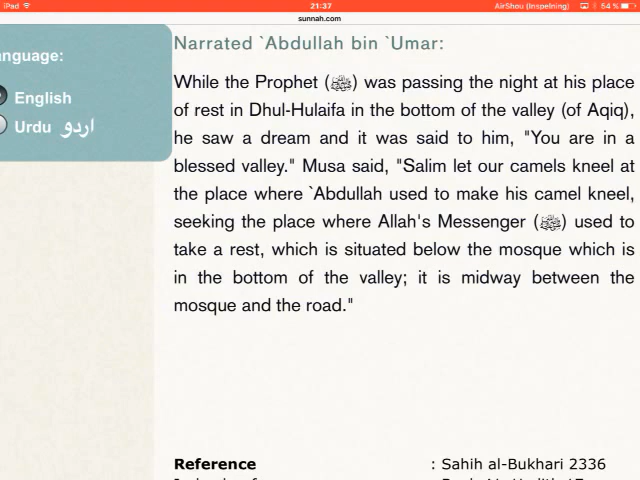 iPad 21:37 AirShou (Inspelning) 54 %
sunnah.com
anguage:
English
Urdu اردو
Narrated `Abdullah bin `Umar:
While the Prophet (ﷺ) was passing the night at his place
of rest in Dhul-Hulaifa in the bottom of the valley (of Aqiq),
he saw a dream and it was said to him, "You are in a
blessed valley." Musa said, "Salim let our camels kneel at
the place where `Abdullah used to make his camel kneel,
seeking the place where Allah's Messenger (ﷺ) used to
take a rest, which is situated below the mosque which is
in the bottom of the valley; it is midway between the
mosque and the road."
Reference : Sahih al-Bukhari 2336